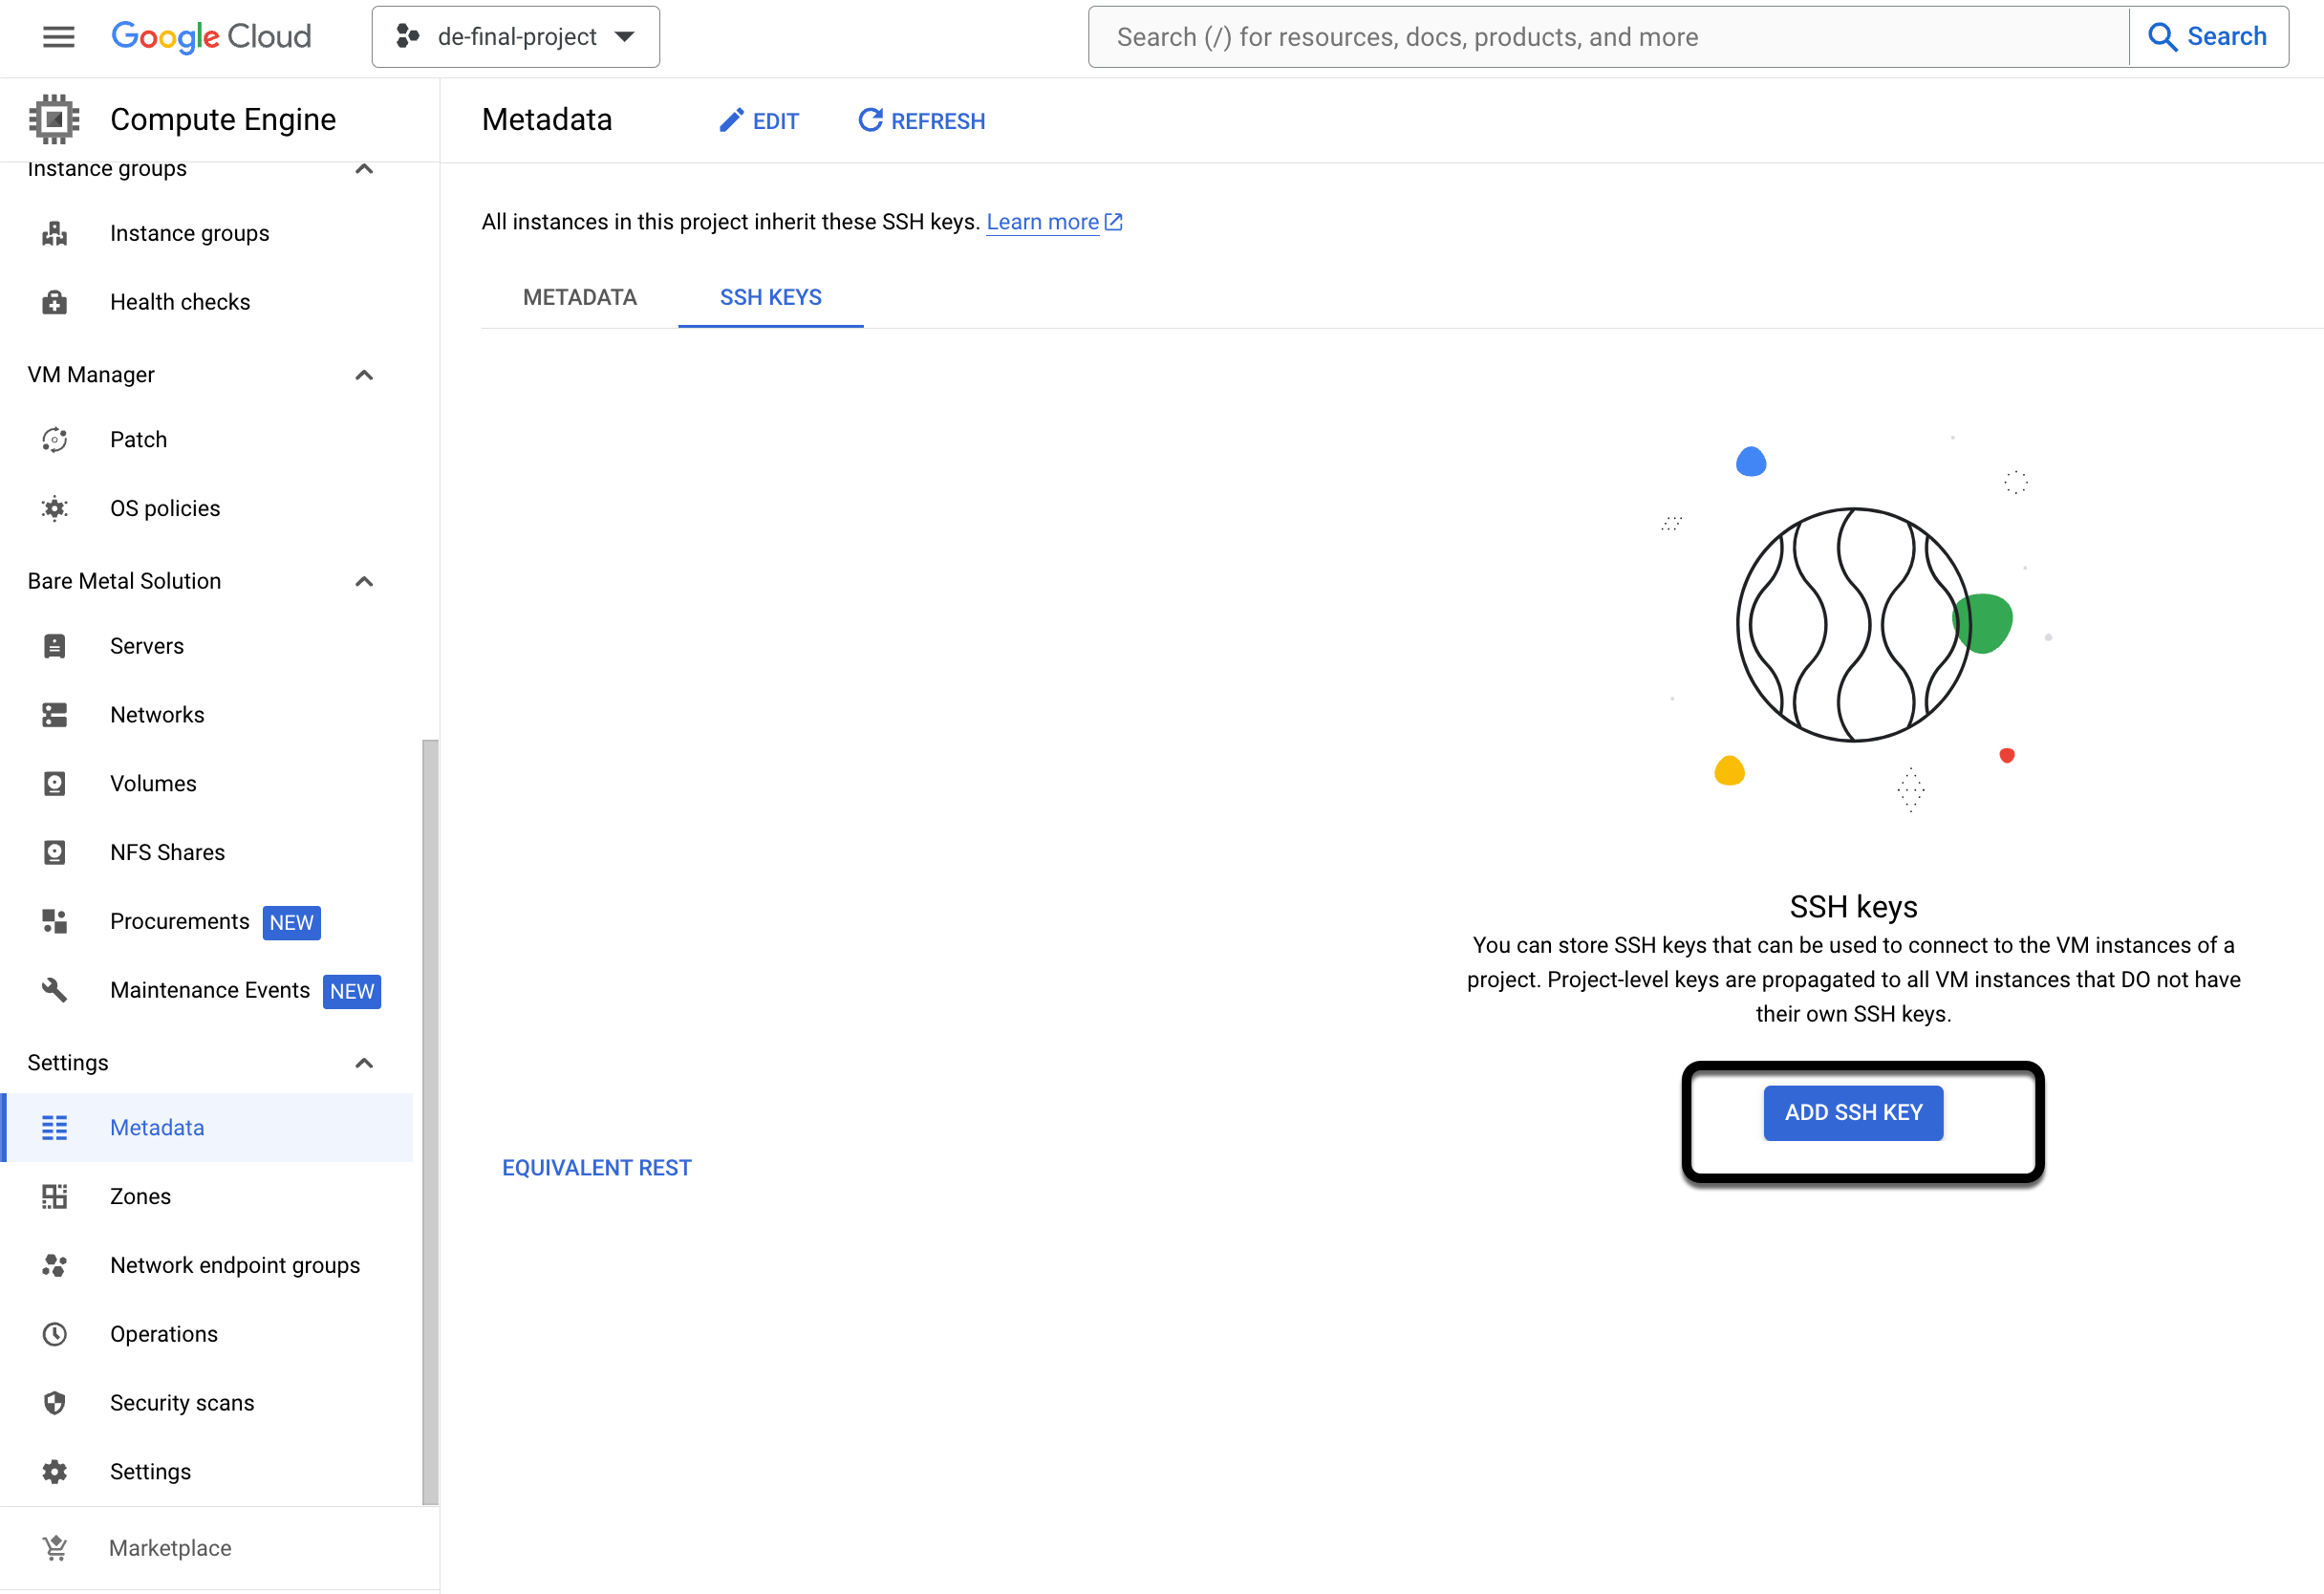 Google Cloud
de-final-project
Search (/) for resources, docs, products, and more
Search
Compute Engine
Instance groups
Instance groups
Health checks
VM Manager
Patch
OS policies
Bare Metal Solution
Servers
Networks
Volumes
NFS Shares
Procurements NEW
Maintenance Events NEW
Settings
Metadata
Zones
Network endpoint groups
Operations
Security scans
Settings
Marketplace
Metadata
EDIT
REFRESH
All instances in this project inherit these SSH keys. Learn more
METADATA
SSH KEYS
SSH keys
You can store SSH keys that can be used to connect to the VM instances of a
project. Project-level keys are propagated to all VM instances that DO not have
their own SSH keys.
ADD SSH KEY
EQUIVALENT REST